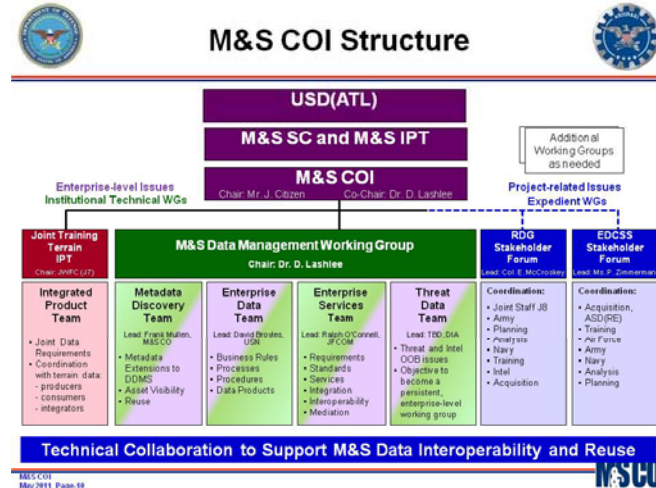 M&S COI Structure
USD(ATL)
M&S SC and M&S IPT
M&S COI
Chair: Mr. J. Citizen Co-Chair: Dr. D. Lashlee
Additional
Working Groups
as needed
Enterprise-level Issues
Institutional Technical WGs
Project-related Issues
Expedient WGs
Joint Training
Terrain
IPT
Chair: JWFC (J7)
M&S Data Management Working Group
Chair: Dr. D. Lashlee
RDG
Stakeholder
Forum
Lead: Col. E. McCroskey
EDCSS
Stakeholder
Forum
Lead: Ms. P. Zimmerman
Integrated
Product
Team
• Joint Data
Requirements
• Coordination
with terrain data:
- producers
- consumers
- integrators
Metadata
Discovery
Team
Lead: Frank Mullen,
M&SCO
• Metadata
Extensions to
DDMS
• Asset Visibility
• Reuse
Enterprise
Data
Team
Lead: David Broyles,
USN
• Business Rules
• Processes
• Procedures
• Data Products
Enterprise
Services
Team
Lead: Ralph O'Connell,
JFCOM
• Requirements
• Standards
• Services
• Integration
• Interoperability
• Mediation
Threat
Data
Team
Lead: TBD, DIA
• Threat and Intel
OOB issues
• Objective to
become a
persistent,
enterprise-level
working group
Coordination:
• Joint Staff J8
• Army
• Planning
• Analysis
• Navy
• Training
• Intel
• Acquisition
Coordination:
• Acquisition,
ASD(RE)
• Training
• Air Force
• Army
• Navy
• Analysis
• Planning
Technical Collaboration to Support M&S Data Interoperability and Reuse
M&S COI
May 2011, Page-10
M&SCO